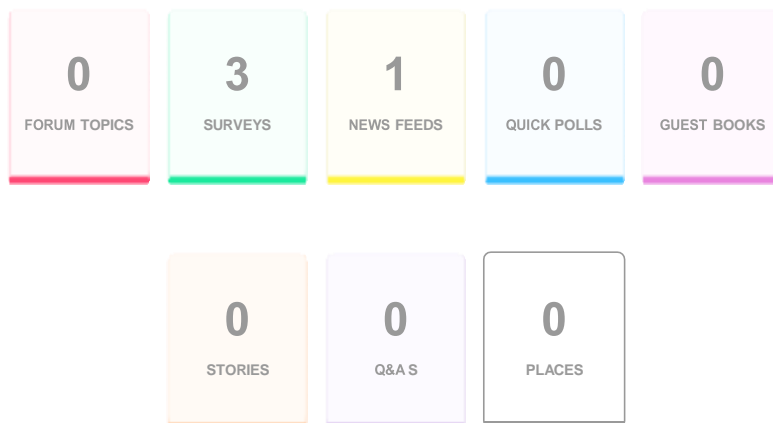 0 3 1 0 0
FORUM TOPICS SURVEYS NEWS FEEDS QUICK POLLS GUEST BOOKS
0 0 0
STORIES Q&A S PLACES